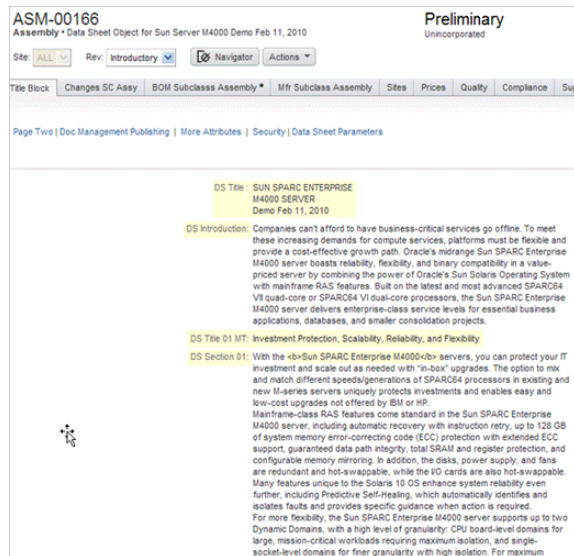 ASM-00166
Preliminary
Assembly • Data Sheet Object for Sun Server M4000 Demo Feb 11, 2010
Unincorporated
Site: ALL Rev: Introductory Navigator Actions
Title Block Changes SC Assy BOM Subclasss Assembly Mfr Subclass Assembly Sites Prices Quality Compliance Su
Page Two | Doc Management Publishing | More Attributes | Security | Data Sheet Parameters
DS Title : SUN SPARC ENTERPRISE
M4000 SERVER
Demo Feb 11, 2010
DS Introduction: Companies can't afford to have business-critical services go offline. To meet
these increasing demands for compute services, platforms must be flexible and
provide a cost-effective growth path. Oracle's midrange Sun SPARC Enterprise
M4000 server boasts reliability, flexibility, and binary compatibility in a value-
priced server by combining the power of Oracle's Sun Solaris Operating System
with mainframe RAS features. Built on the latest and most advanced SPARC64
VII quad-core or SPARC64 VI dual-core processors, the Sun SPARC Enterprise
M4000 server delivers enterprise-class service levels for essential business
applications, databases, and smaller consolidation projects.
DS Title 01 MT: Investment Protection, Scalability, Reliability, and Flexibility
DS Section 01: With the <b>Sun SPARC Enterprise M4000</b> servers, you can protect your IT
investment and scale out as needed with "in-box" upgrades. The option to mix
and match different speeds/generations of SPARC64 processors in existing and
new M-series servers uniquely protects investments and enables easy and
low-cost upgrades not offered by IBM or HP.
Mainframe-class RAS features come standard in the Sun SPARC Enterprise
M4000 server, including automatic recovery with instruction retry, up to 128 GB
of system memory error-correcting code (ECC) protection with extended ECC
support, guaranteed data path integrity, total SRAM and register protection, and
configurable memory mirroring. In addition, the disks, power supply, and fans
are redundant and hot-swappable, while the I/O cards are also hot-swappable.
Many features unique to the Solaris 10 OS enhance system reliability even
further, including Predictive Self-Healing, which automatically identifies and
isolates faults and provides specific guidance when action is required.
For more flexibility, the Sun SPARC Enterprise M4000 server supports up to two
Dynamic Domains, with a high level of granularity: CPU board-level domains for
large, mission-critical workloads requiring maximum isolation, and single-
socket-level domains for finer granularity with high isolation. For maximum